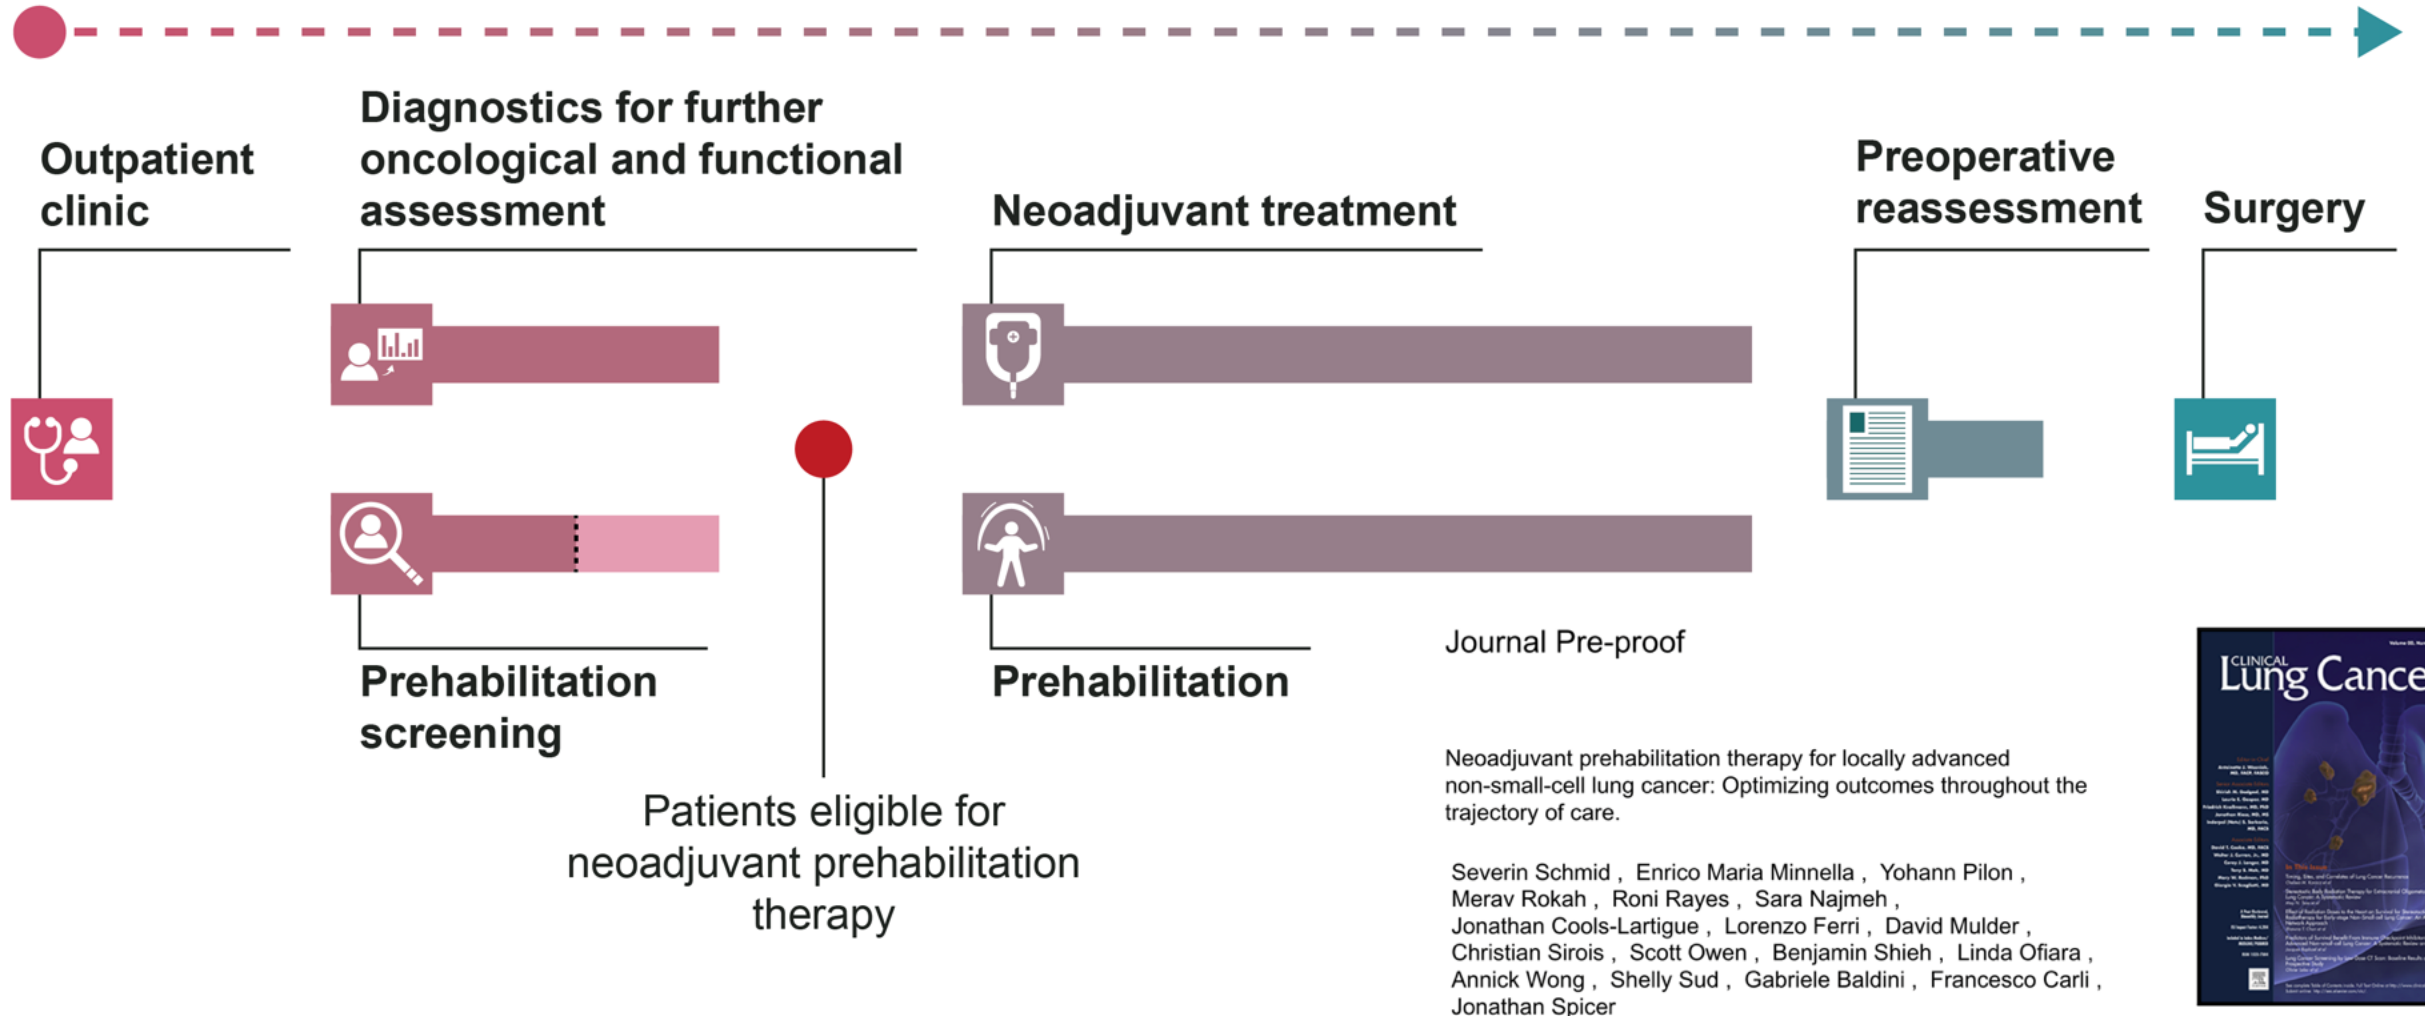 Outpatient
clinic
Diagnostics for further
oncological and functional
assessment
Neoadjuvant treatment
Preoperative
reassessment
Surgery
Prehabilitation
screening
Patients eligible for
neoadjuvant prehabilitation
therapy
Prehabilitation
Journal Pre-proof
Neoadjuvant prehabilitation therapy for locally advanced
non-small-cell lung cancer: Optimizing outcomes throughout the
trajectory of care.
Severin Schmid , Enrico Maria Minnella , Yohann Pilon ,
Merav Rokah , Roni Rayes , Sara Najmeh ,
Jonathan Cools-Lartigue , Lorenzo Ferri , David Mulder ,
Christian Sirois , Scott Owen , Benjamin Shieh , Linda Ofiara ,
Annick Wong , Shelly Sud , Gabriele Baldini , Francesco Carli ,
Jonathan Spicer
CLINICAL
Lung Cance